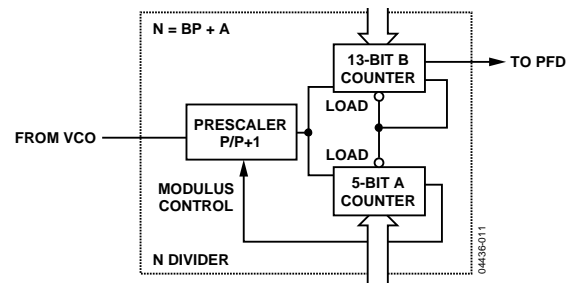 N = BP + A
13-BIT B
COUNTER
TO PFD
LOAD
PRESCALER
P/P+1
FROM VCO
LOAD
MODULUS
CONTROL
5-BIT A
COUNTER
N DIVIDER
04436-011